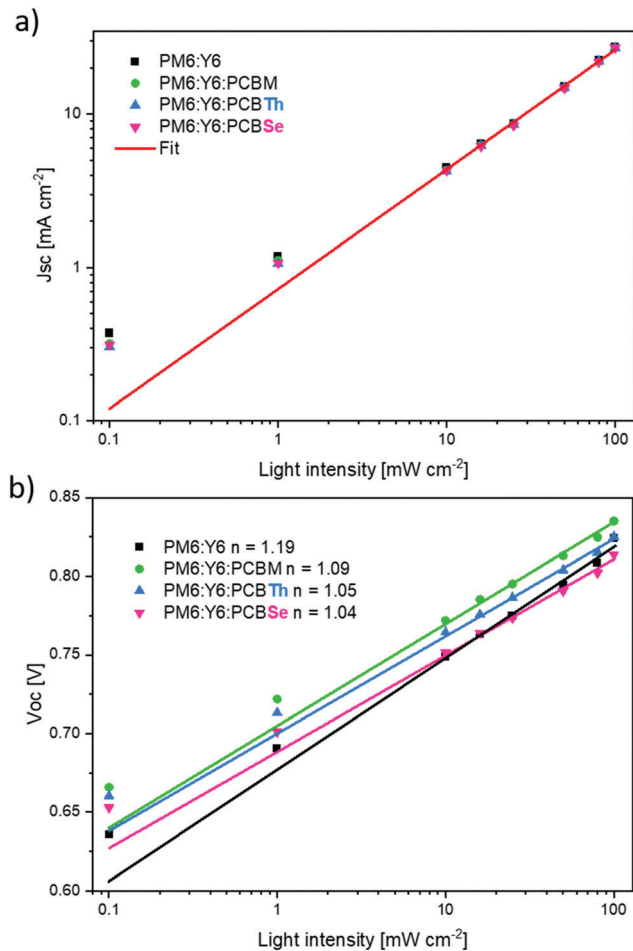 a)
PM6:Y6
PM6:Y6:PCBM
PM6:Y6:PCBTh
PM6:Y6:PCBSe
Fit
10
1
0.1
Jsc [mA cm-2]
0.1 1 10 100
Light intensity [mW cm-2]
b)
PM6:Y6 n = 1.19
PM6:Y6:PCBM n = 1.09
PM6:Y6:PCBTh n = 1.05
PM6:Y6:PCBSe n = 1.04
0.85
0.80
0.75
0.70
0.65
0.60
Voc [V]
0.1 1 10 100
Light intensity [mW cm-2]